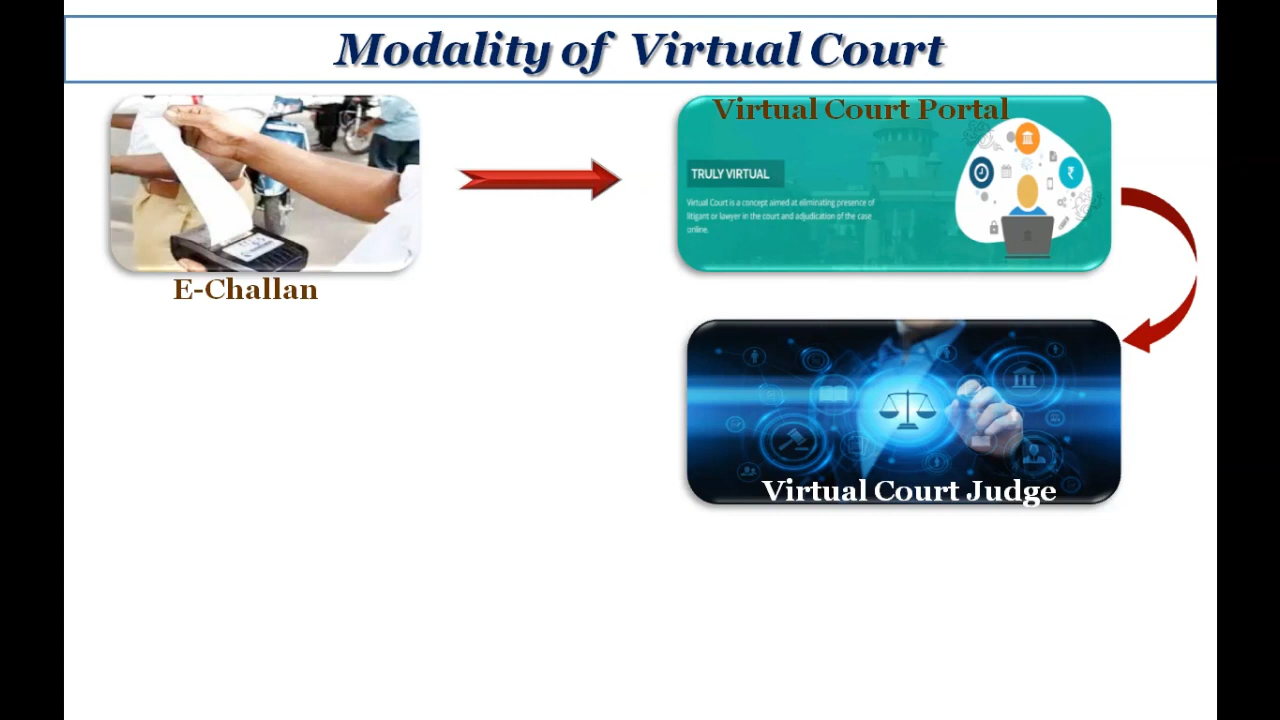 Modality of Virtual Court
Virtual Court Portal
TRULY VIRTUAL
Virtual Court is a concept aimed at eliminating presence of
litigant or lawyer in the court and adjudication of the case
online.
E-Challan
Virtual Court Judge